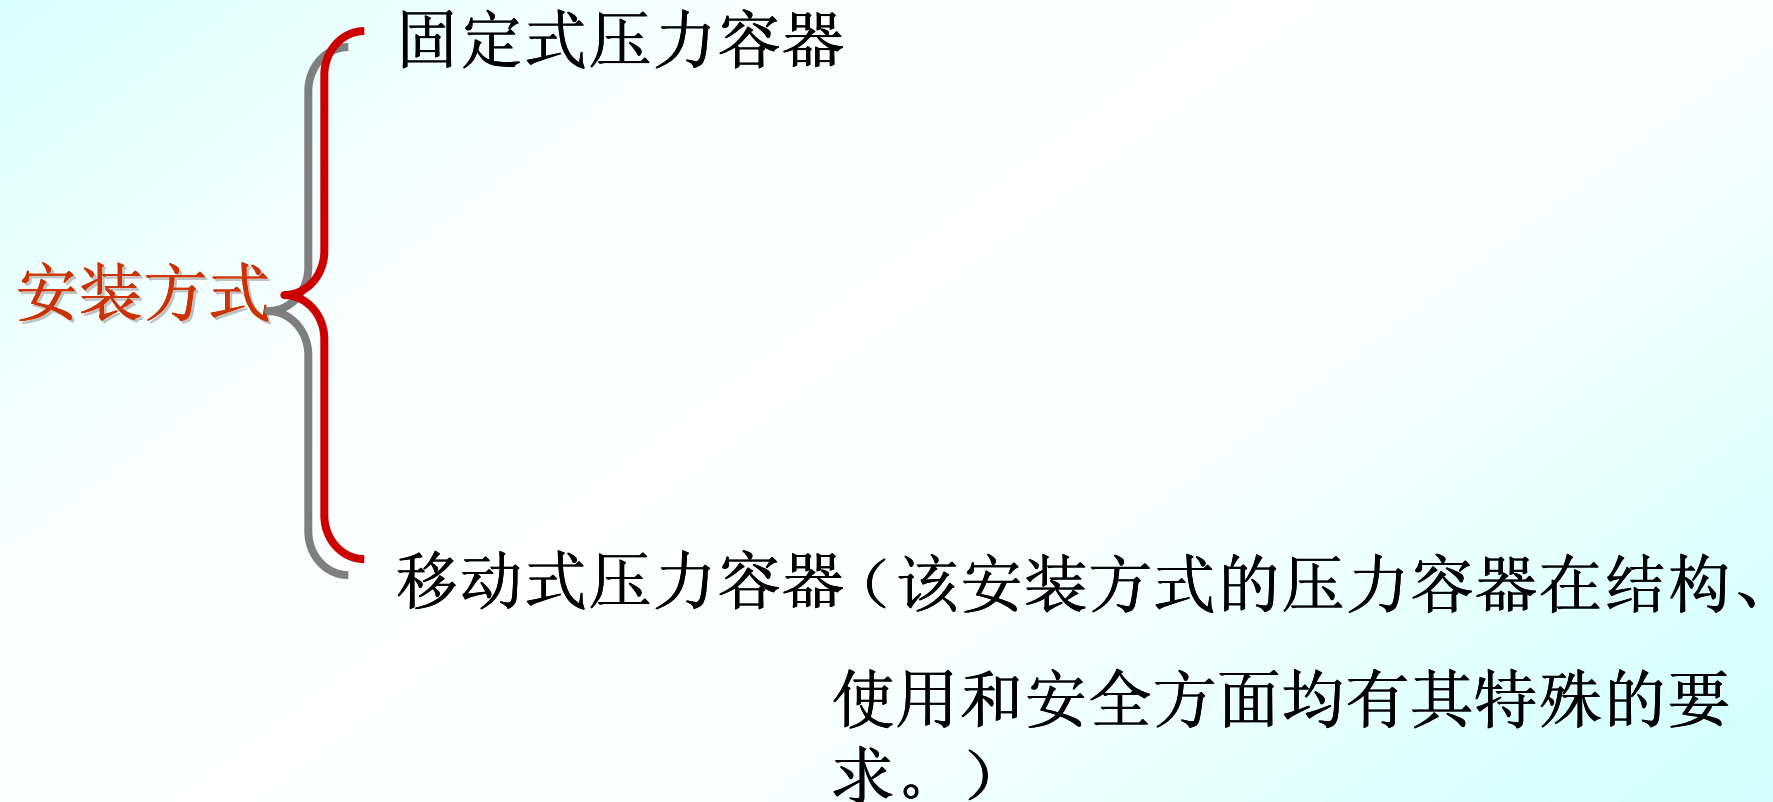 固定式压力容器
安装方式
移动式压力容器（该安装方式的压力容器在结构、
使用和安全方面均有其特殊的要
求。）